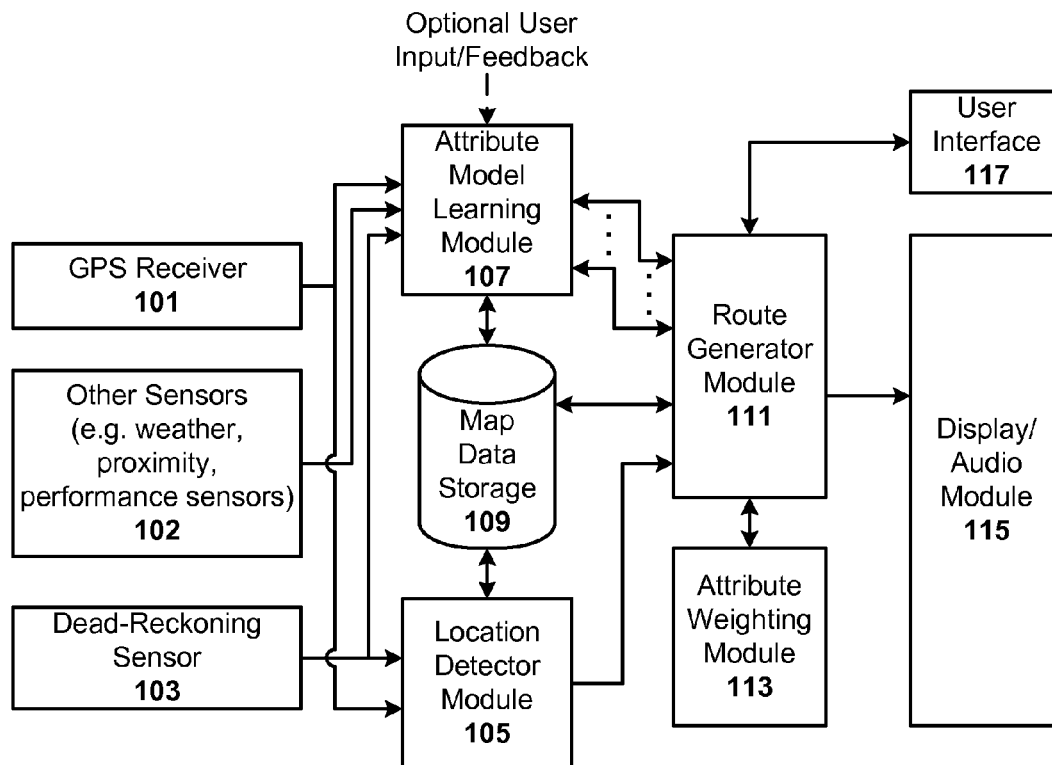 Optional User
Input/Feedback
Attribute
Model
Learning
Module
107
User
Interface
117
GPS Receiver
101
Other Sensors
(e.g. weather,
proximity,
performance sensors)
102
Map
Data
Storage
109
Route
Generator
Module
111
Display/
Audio
Module
115
Dead-Reckoning
Sensor
103
Location
Detector
Module
105
Attribute
Weighting
Module
113